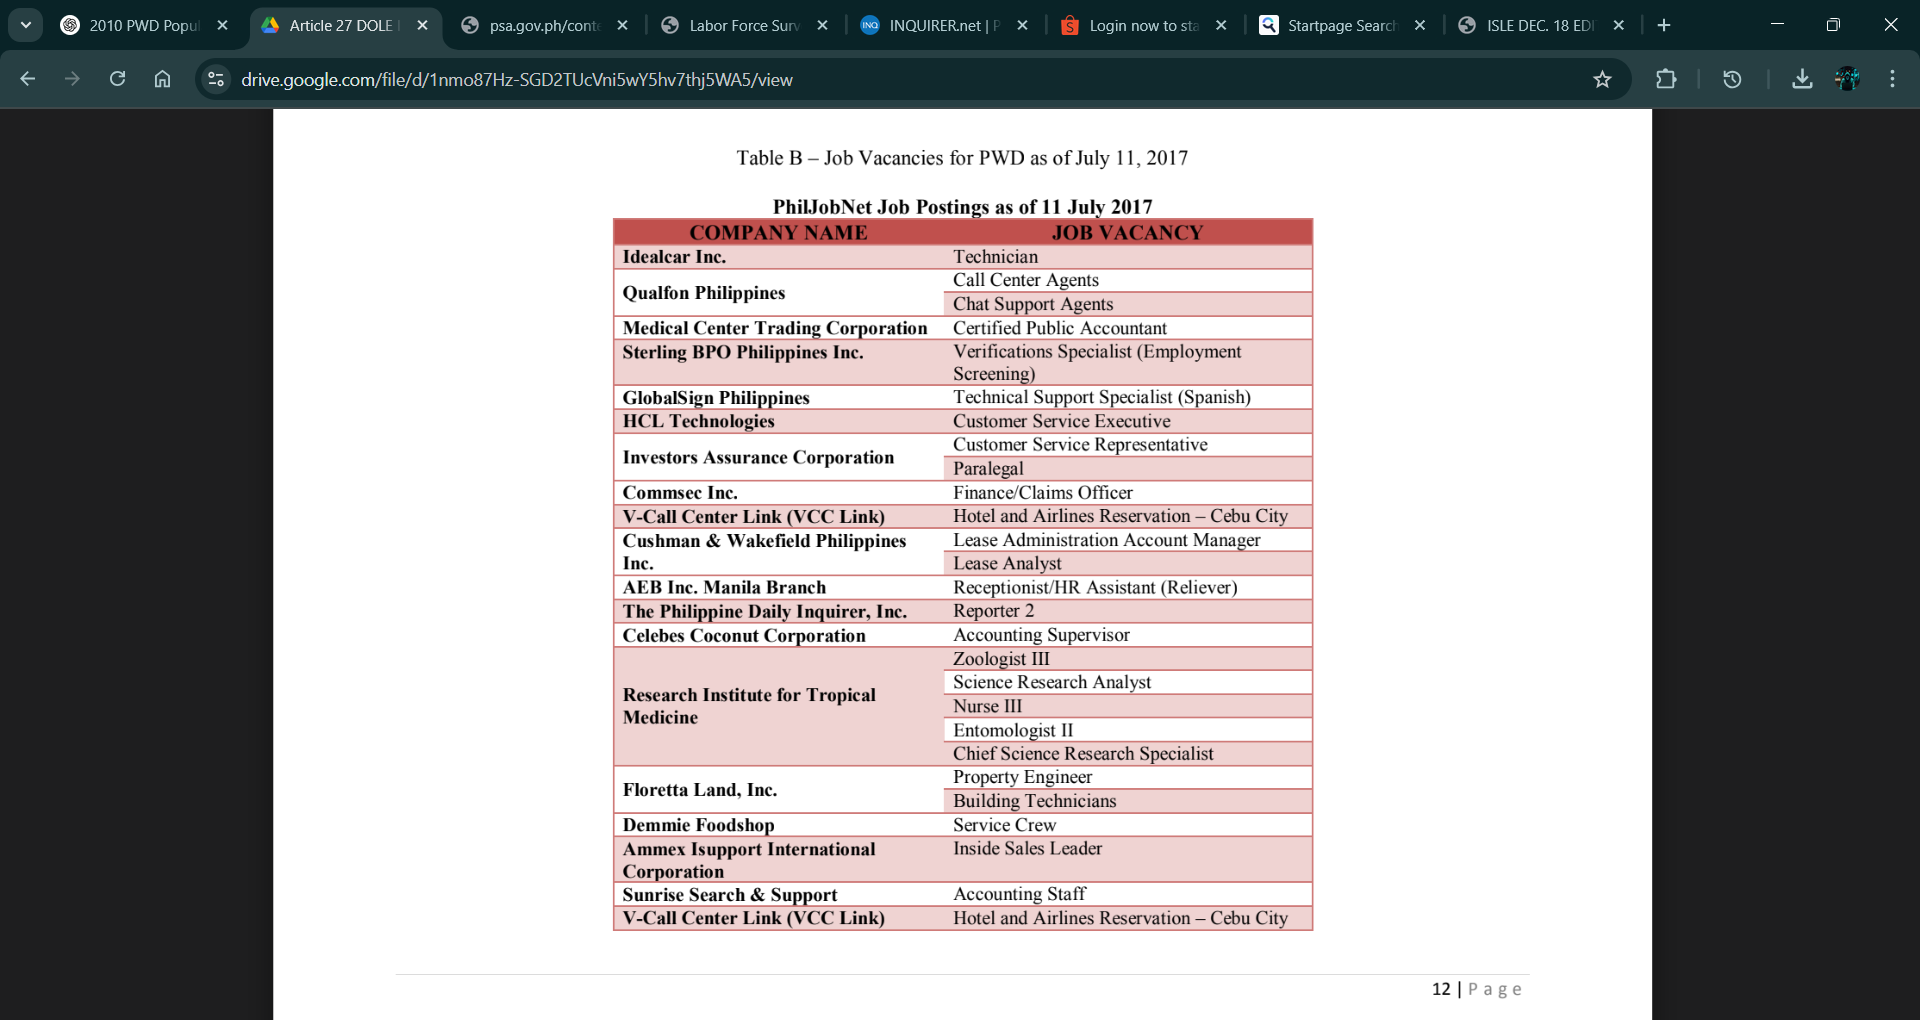 2010 PWD Popul
Article 27 DOLE
psa.gov.ph/conte
Labor Force Surv
INQ
INQUIRER.net | P
Login now to sta
Startpage Search
ISLE DEC. 18 EDI
drive.google.com/file/d/1nmo87Hz-SGD2TUcVni5wY5hv7thj5WA5/view
Table B – Job Vacancies for PWD as of July 11, 2017
PhilJobNet Job Postings as of 11 July 2017
COMPANY NAME JOB VACANCY
Idealcar Inc. Technician
Qualfon Philippines
Call Center Agents
Chat Support Agents
Medical Center Trading Corporation Certified Public Accountant
Sterling BPO Philippines Inc. Verifications Specialist (Employment
Screening)
GlobalSign Philippines Technical Support Specialist (Spanish)
HCL Technologies Customer Service Executive
Investors Assurance Corporation
Customer Service Representative
Paralegal
Commsec Inc. Finance/Claims Officer
V-Call Center Link (VCC Link) Hotel and Airlines Reservation – Cebu City
Cushman & Wakefield Philippines
Inc.
Lease Administration Account Manager
Lease Analyst
AEB Inc. Manila Branch Receptionist/HR Assistant (Reliever)
The Philippine Daily Inquirer, Inc. Reporter 2
Celebes Coconut Corporation Accounting Supervisor
Research Institute for Tropical
Medicine
Zoologist III
Science Research Analyst
Nurse III
Entomologist II
Chief Science Research Specialist
Floretta Land, Inc.
Property Engineer
Building Technicians
Demmie Foodshop Service Crew
Ammex Isupport International
Corporation
Inside Sales Leader
Sunrise Search & Support Accounting Staff
V-Call Center Link (VCC Link) Hotel and Airlines Reservation – Cebu City
12 | Page